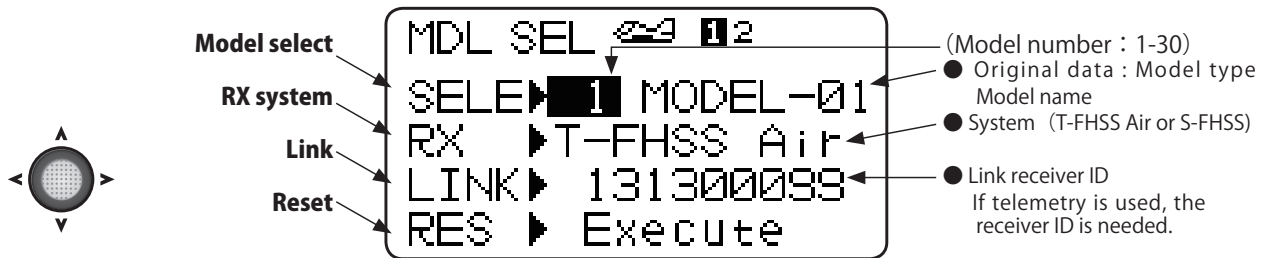 MDL SEL 1 2
Model select
(Model number：1-30)
SELE▶ 1 MODEL-01
● Original data : Model type
Model name
RX system
RX ▶T-FHSS Air
● System (T-FHSS Air or S-FHSS)
Link
LINK▶ 131300099
● Link receiver ID
If telemetry is used, the
receiver ID is needed.
Reset
RES ▶ Execute